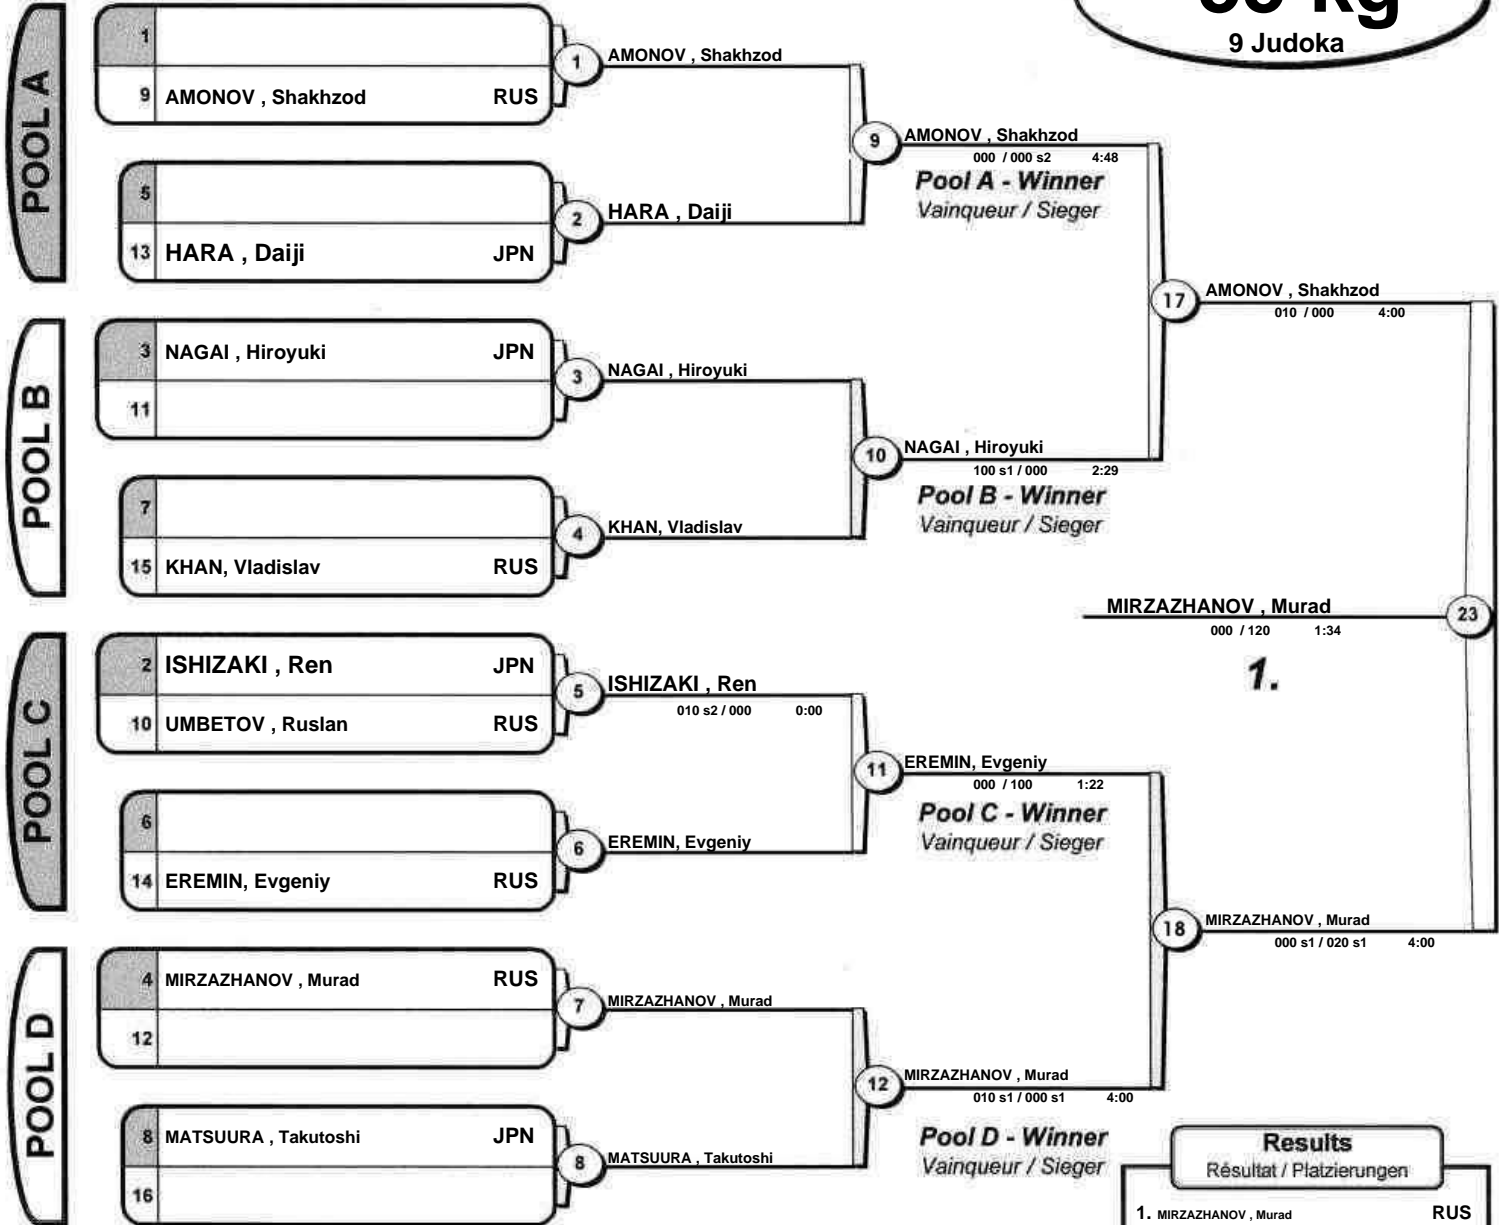 kg
9 Judoka
POOL A
1
9 AMONOV , Shakhzod RUS
1 AMONOV , Shakhzod
5
13 HARA , Daiji JPN
2 HARA , Daiji
9 AMONOV , Shakhzod
000 / 000 s2 4:48
Pool A - Winner
Vainqueur / Sieger
POOL B
3 NAGAI , Hiroyuki JPN
11
3 NAGAI , Hiroyuki
7
15 KHAN, Vladislav RUS
4 KHAN, Vladislav
10 NAGAI , Hiroyuki
100 s1 / 000 2:29
Pool B - Winner
Vainqueur / Sieger
17 AMONOV , Shakhzod
010 / 000 4:00
MIRZAZHANOV , Murad 23
000 / 120 1:34
1.
POOL C
2 ISHIZAKI , Ren JPN
10 UMBETOV , Ruslan RUS
5 ISHIZAKI , Ren
010 s2 / 000 0:00
6
14 EREMIN, Evgeniy RUS
6 EREMIN, Evgeniy
11 EREMIN, Evgeniy
000 / 100 1:22
Pool C - Winner
Vainqueur / Sieger
18 MIRZAZHANOV , Murad
000 s1 / 020 s1 4:00
POOL D
4 MIRZAZHANOV , Murad RUS
12
7 MIRZAZHANOV , Murad
8 MATSUURA , Takutoshi JPN
16
8 MATSUURA , Takutoshi
12 MIRZAZHANOV , Murad
010 s1 / 000 s1 4:00
Pool D - Winner
Vainqueur / Sieger
Results
Résultat / Platzierungen
1. MIRZAZHANOV , Murad RUS